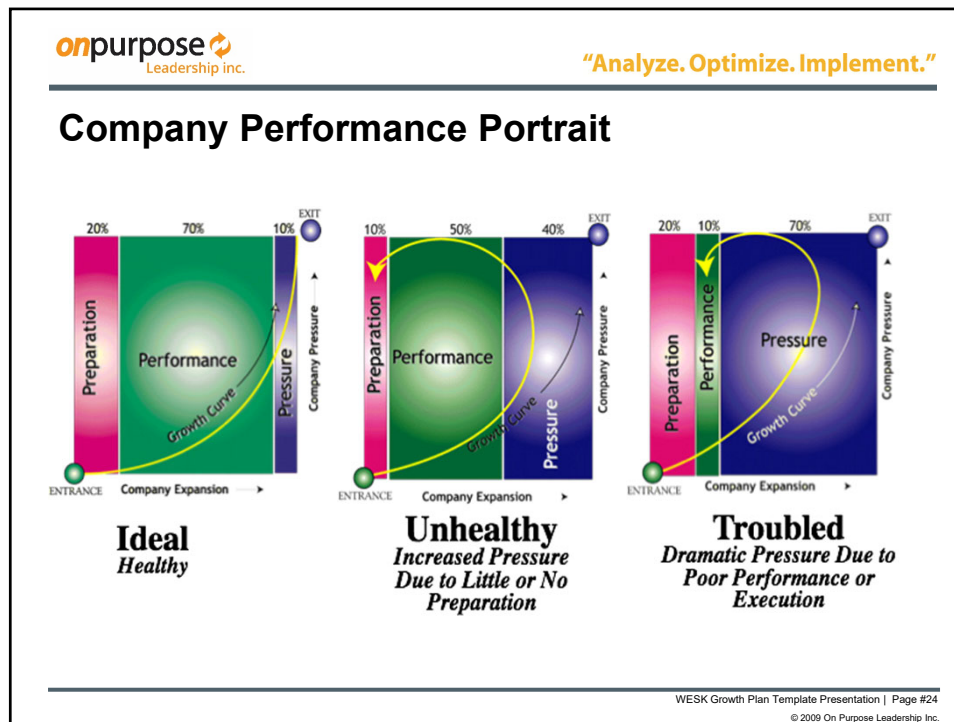 onpurpose
Leadership inc.
“Analyze. Optimize. Implement.”
Company Performance Portrait
20% 70% 10% EXIT
Preparation
Performance
Growth Curve
Pressure
Company Pressure
ENTRANCE Company Expansion
Ideal
Healthy
10% 50% 40% EXIT
Preparation
Performance
Growth Curve
Pressure
Company Pressure
ENTRANCE Company Expansion
Unhealthy
Increased Pressure
Due to Little or No
Preparation
20% 10% 70% EXIT
Preparation
Performance
Pressure
Growth Curve
Company Pressure
ENTRANCE Company Expansion
Troubled
Dramatic Pressure Due to
Poor Performance or
Execution
WESK Growth Plan Template Presentation | Page #24
© 2009 On Purpose Leadership Inc.